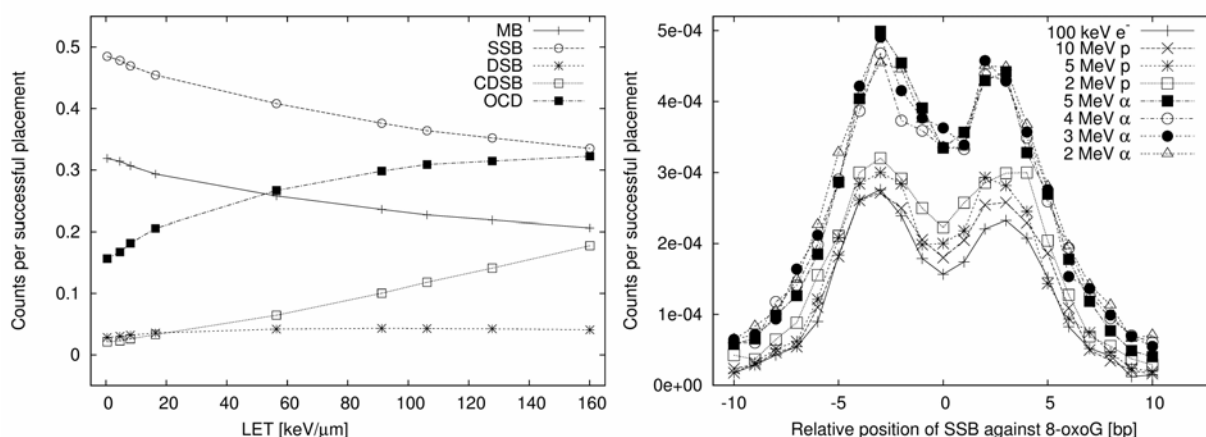 Counts per successful placement
0.5
0.4
0.3
0.2
0.1
0
MB
SSB
DSB
CDSB
OCD
0 20 40 60 80 100 120 140 160
LET [keV/μm]
Counts per successful placement
5e-04
4e-04
3e-04
2e-04
1e-04
0e+00
100 keV e⁻
10 MeV p
5 MeV p
2 MeV p
5 MeV α
4 MeV α
3 MeV α
2 MeV α
-10 -5 0 5 10
Relative position of SSB against 8-oxoG [bp]